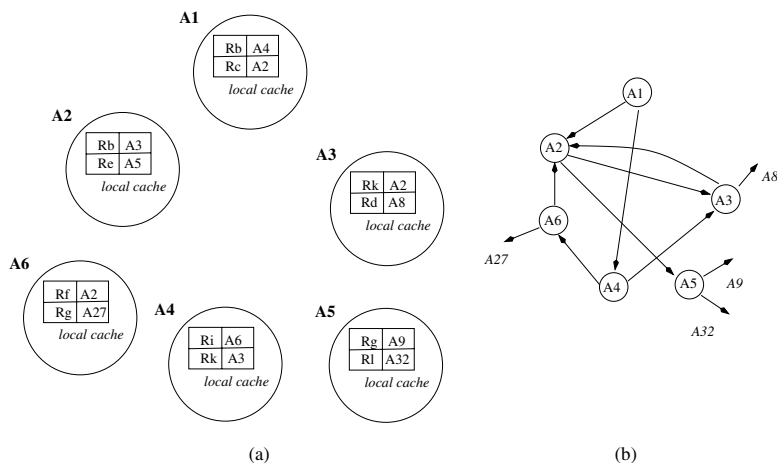 A1
Rb A4
Rc A2
local cache
A2
Rb A3
Re A5
local cache
A3
Rk A2
Rd A8
local cache
A6
Rf A2
Rg A27
local cache
A4
Ri A6
Rk A3
local cache
A5
Rg A9
Rl A32
local cache
(a)
A1
A2
A8
A3
A6
A27
A4
A5
A9
A32
(b)